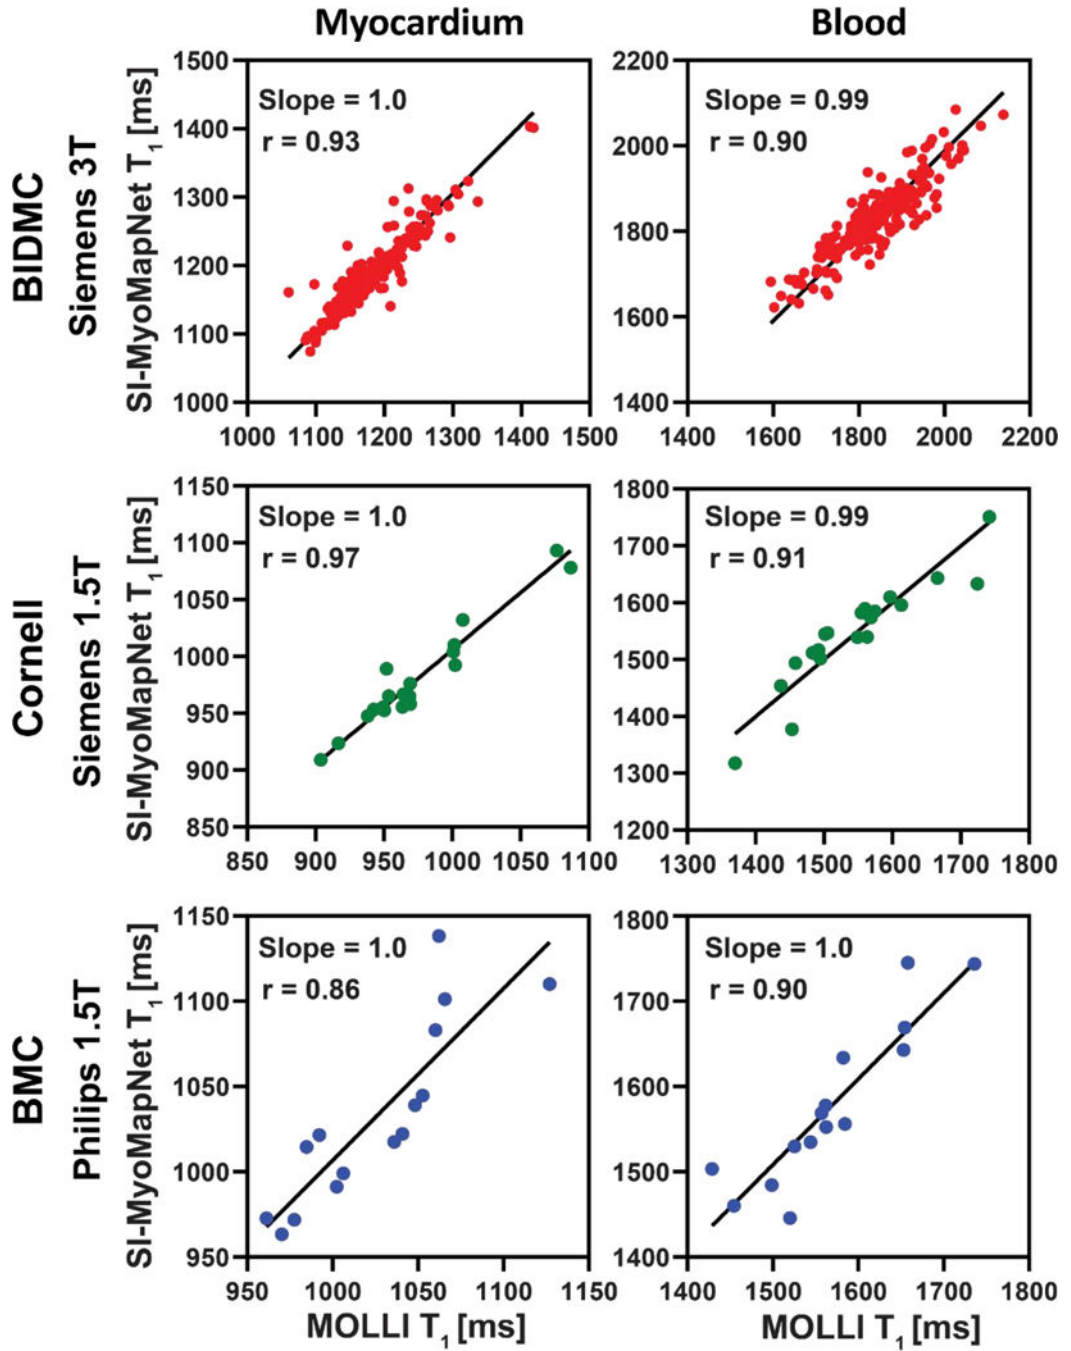 Myocardium
Blood
BIDMC
Siemens 3T
SI-MyoMapNet T1 [ms]
1500
1400
1300
1200
1100
1000
Slope = 1.0
r = 0.93
1000 1100 1200 1300 1400 1500
2200
2000
1800
1600
1400
Slope = 0.99
r = 0.90
1400 1600 1800 2000 2200
Cornell
Siemens 1.5T
SI-MyoMapNet T1 [ms]
1150
1100
1050
1000
950
900
850
Slope = 1.0
r = 0.97
850 900 950 1000 1050 1100
1800
1700
1600
1500
1400
1300
1200
Slope = 0.99
r = 0.91
1300 1400 1500 1600 1700 1800
BMC
Philips 1.5T
SI-MyoMapNet T1 [ms]
1150
1100
1050
1000
950
Slope = 1.0
r = 0.86
950 1000 1050 1100 1150
MOLLI T1 [ms]
1800
1700
1600
1500
1400
Slope = 1.0
r = 0.90
1400 1500 1600 1700 1800
MOLLI T1 [ms]